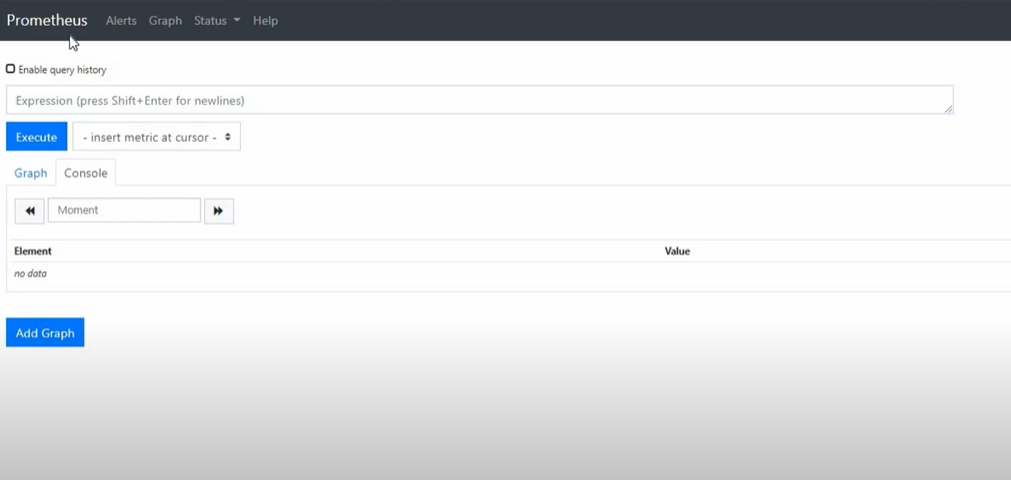 Prometheus Alerts Graph Status Help
Enable query history
Expression (press Shift+Enter for newlines)
Execute - insert metric at cursor -
Graph Console
Moment
Element Value
no data
Add Graph